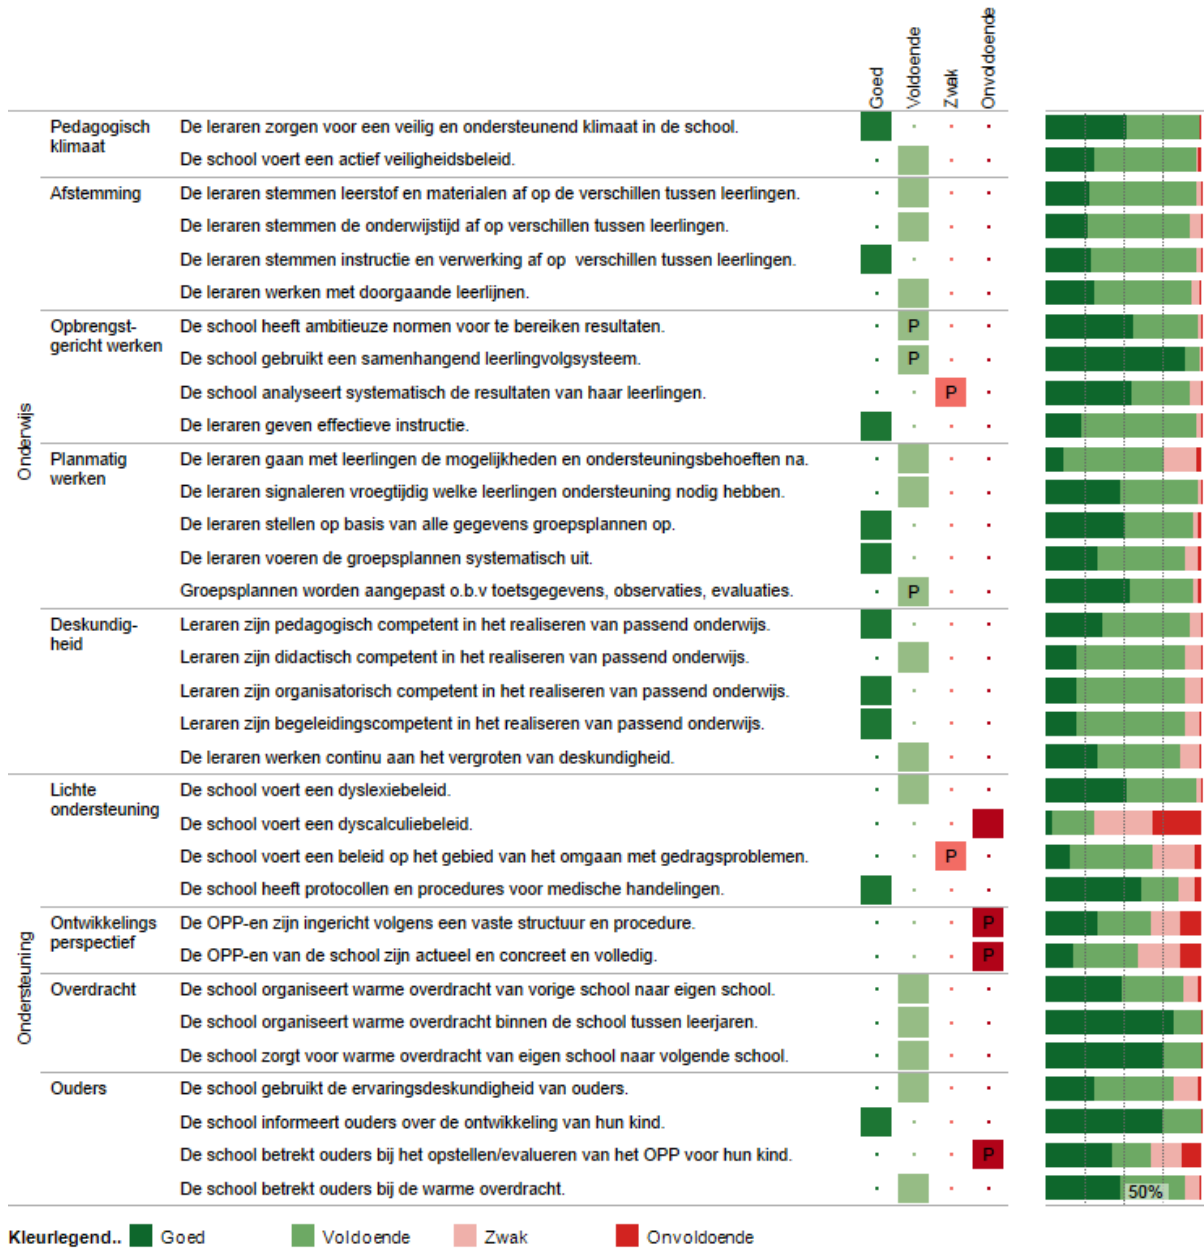 Goed
Voldoende
Zwak
Onvoldoende
Pedagogisch klimaat
De leraren zorgen voor een veilig en ondersteunend klimaat in de school.
De school voert een actief veiligheidsbeleid.
Afstemming
De leraren stemmen leerstof en materialen af op de verschillen tussen leerlingen.
De leraren stemmen de onderwijstijd af op verschillen tussen leerlingen.
De leraren stemmen instructie en verwerking af op verschillen tussen leerlingen.
De leraren werken met doorgaande leerlijnen.
Onderwijs
Opbrengst-
gericht werken
De school heeft ambitieuze normen voor te bereiken resultaten.
P
De school gebruikt een samenhangend leerlingvolgsysteem.
P
De school analyseert systematisch de resultaten van haar leerlingen.
P
De leraren geven effectieve instructie.
Planmatig
werken
De leraren gaan met leerlingen de mogelijkheden en ondersteuningsbehoeften na.
De leraren signaleren vroegtijdig welke leerlingen ondersteuning nodig hebben.
De leraren stellen op basis van alle gegevens groepsplannen op.
De leraren voeren de groepsplannen systematisch uit.
Groepsplannen worden aangepast o.b.v toetsgegevens, observaties, evaluaties.
P
Deskundig-
heid
Leraren zijn pedagogisch competent in het realiseren van passend onderwijs.
Leraren zijn didactisch competent in het realiseren van passend onderwijs.
Leraren zijn organisatorisch competent in het realiseren van passend onderwijs.
Leraren zijn begeleidingscompetent in het realiseren van passend onderwijs.
De leraren werken continu aan het vergroten van deskundigheid.
Ondersteuning
Lichte
ondersteuning
De school voert een dyslexiebeleid.
De school voert een dyscalculiebeleid.
De school voert een beleid op het gebied van het omgaan met gedragsproblemen.
P
De school heeft protocollen en procedures voor medische handelingen.
Ontwikkelings
perspectief
De OPP-en zijn ingericht volgens een vaste structuur en procedure.
P
De OPP-en van de school zijn actueel en concreet en volledig.
P
Overdracht
De school organiseert warme overdracht van vorige school naar eigen school.
De school organiseert warme overdracht binnen de school tussen leerjaren.
De school zorgt voor warme overdracht van eigen school naar volgende school.
Ouders
De school gebruikt de ervaringsdeskundigheid van ouders.
De school informeert ouders over de ontwikkeling van hun kind.
De school betrekt ouders bij het opstellen/evalueren van het OPP voor hun kind.
P
De school betrekt ouders bij de warme overdracht.
50%
Kleurlegend.. Goed Voldoende Zwak Onvoldoende